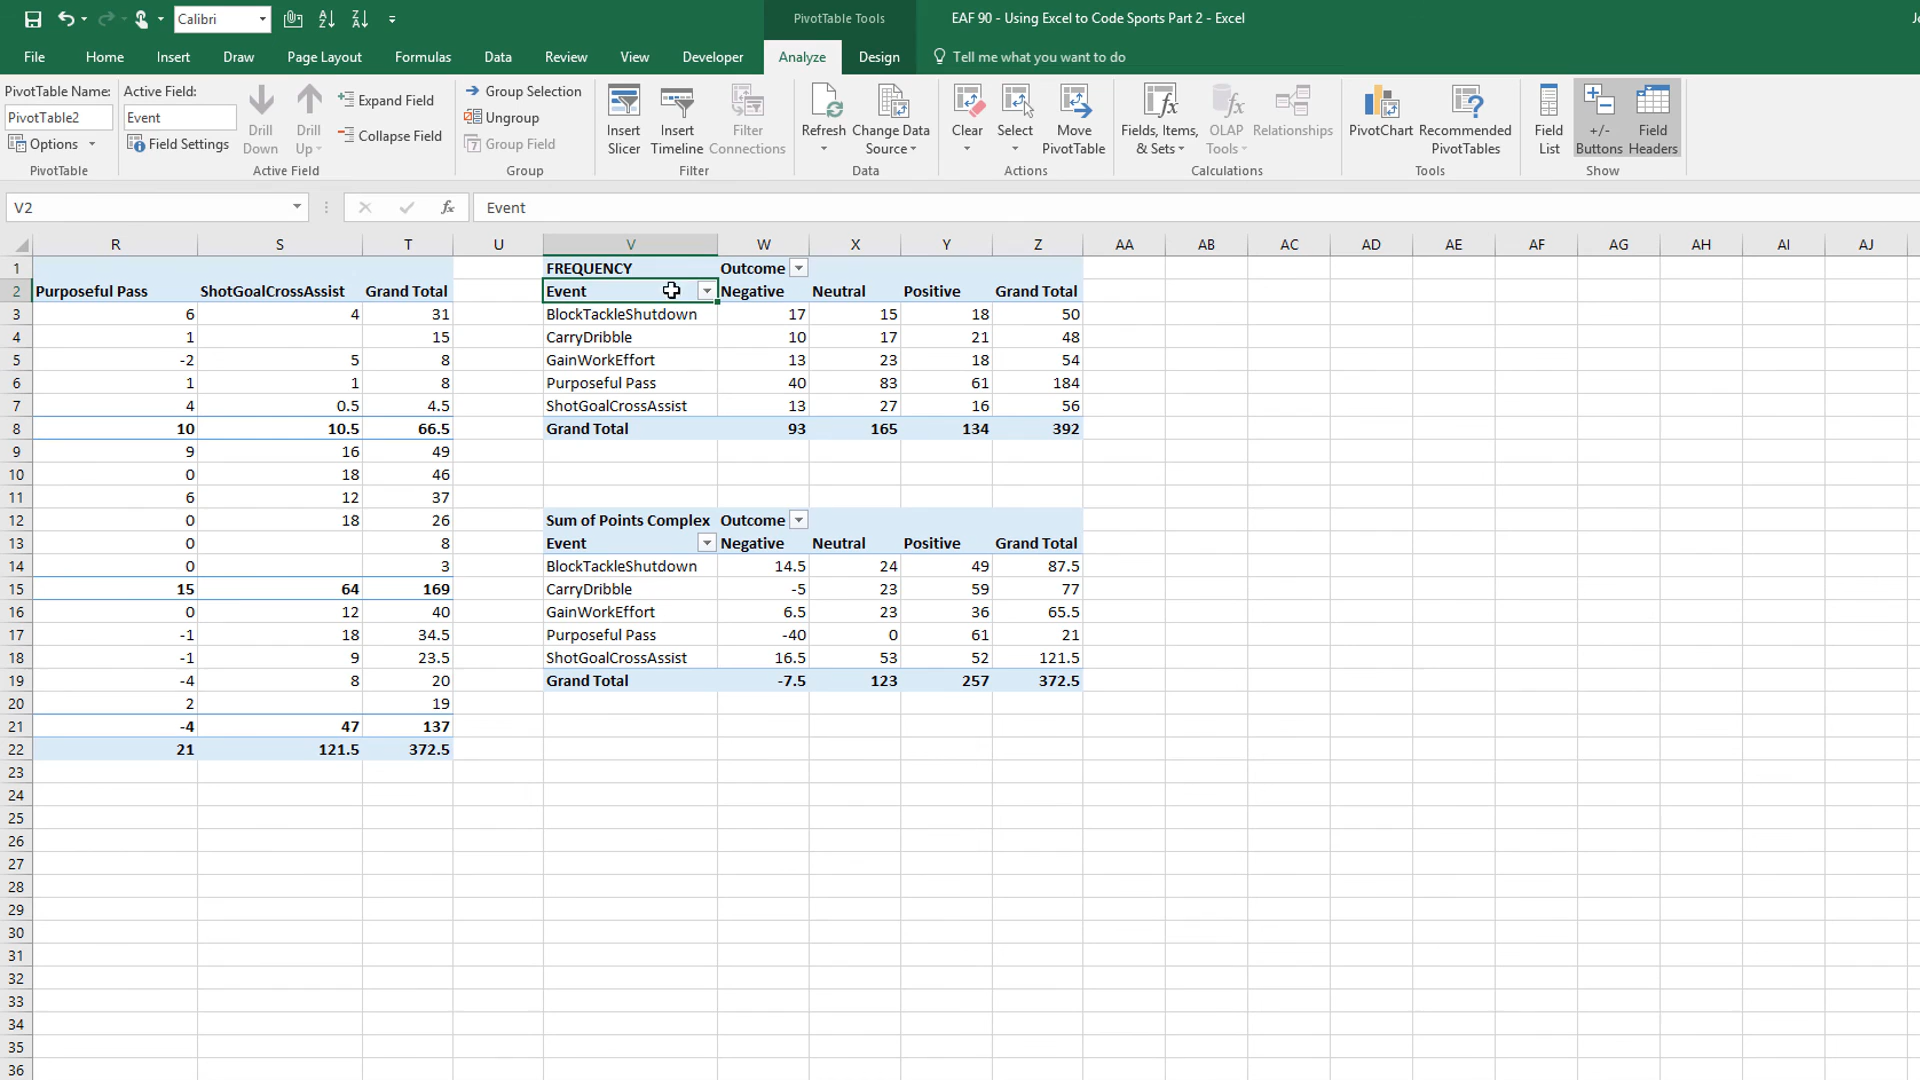 Calibri
PivotTable Tools
EAF 90 - Using Excel to Code Sports Part 2 - Excel
File Home Insert Draw Page Layout Formulas Data Review View Developer Analyze Design Tell me what you want to do
PivotTable Name: Active Field:
PivotTable2 Event
Options Field Settings
Drill Down Drill Up
Expand Field
Collapse Field
Group Selection
Ungroup
Group Field
Insert Slicer Insert Timeline Filter Connections
Refresh Change Data Source
Clear Select Move PivotTable
Fields, Items, & Sets OLAP Tools Relationships
PivotChart Recommended PivotTables
Field List +/- Buttons Field Headers
PivotTable Active Field Group Filter Data Actions Calculations Tools Show
V2 fx Event
R S T U V W X Y Z AA AB AC AD AE AF AG AH AI AJ
1 FREQUENCY Outcome
2 Purposeful Pass ShotGoalCrossAssist Grand Total Event Negative Neutral Positive Grand Total
3 6 4 31 BlockTackleShutdown 17 15 18 50
4 1 15 CarryDribble 10 17 21 48
5 -2 5 8 GainWorkEffort 13 23 18 54
6 1 1 8 Purposeful Pass 40 83 61 184
7 4 0.5 4.5 ShotGoalCrossAssist 13 27 16 56
8 10 10.5 66.5 Grand Total 93 165 134 392
9 9 16 49
10 0 18 46
11 6 12 37
12 0 18 26 Sum of Points Complex Outcome
13 0 8 Event Negative Neutral Positive Grand Total
14 0 3 BlockTackleShutdown 14.5 24 49 87.5
15 15 64 169 CarryDribble -5 23 59 77
16 0 12 40 GainWorkEffort 6.5 23 36 65.5
17 -1 18 34.5 Purposeful Pass -40 0 61 21
18 -1 9 23.5 ShotGoalCrossAssist 16.5 53 52 121.5
19 -4 8 20 Grand Total -7.5 123 257 372.5
20 2 19
21 -4 47 137
22 21 121.5 372.5
23
24
25
26
27
28
29
30
31
32
33
34
35
36